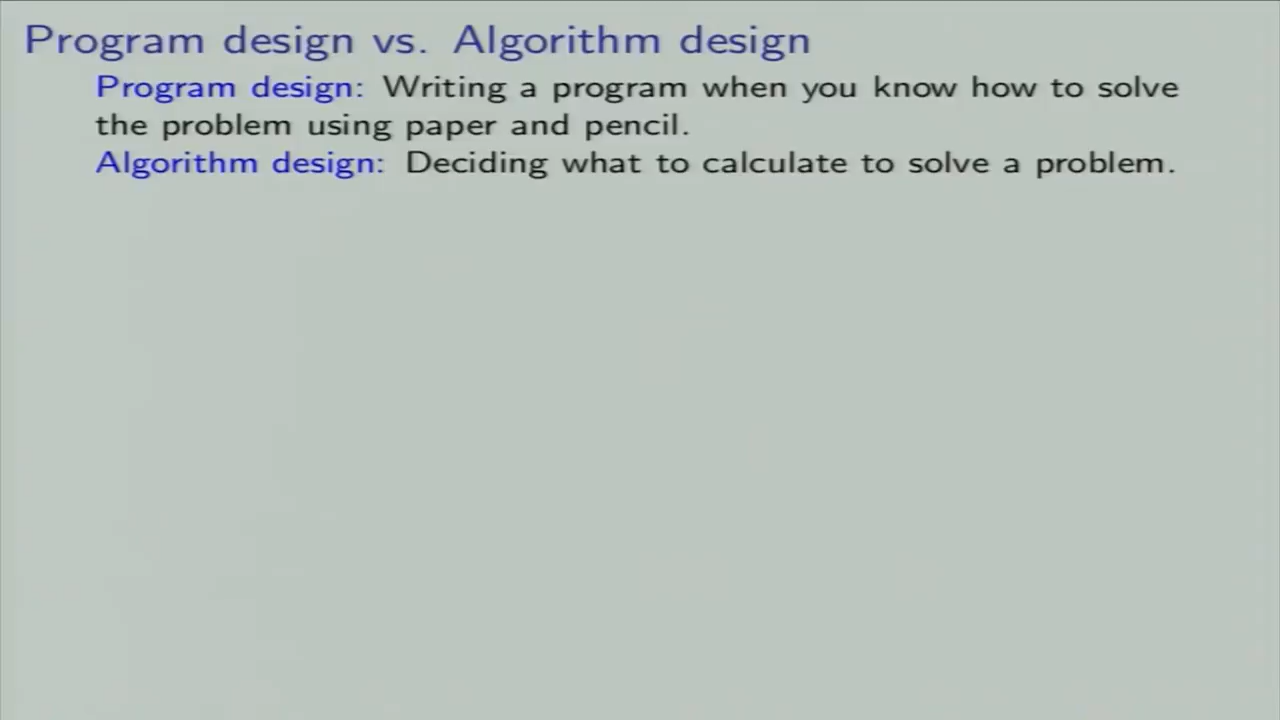 Program design vs. Algorithm design
Program design: Writing a program when you know how to solve
the problem using paper and pencil.
Algorithm design: Deciding what to calculate to solve a problem.